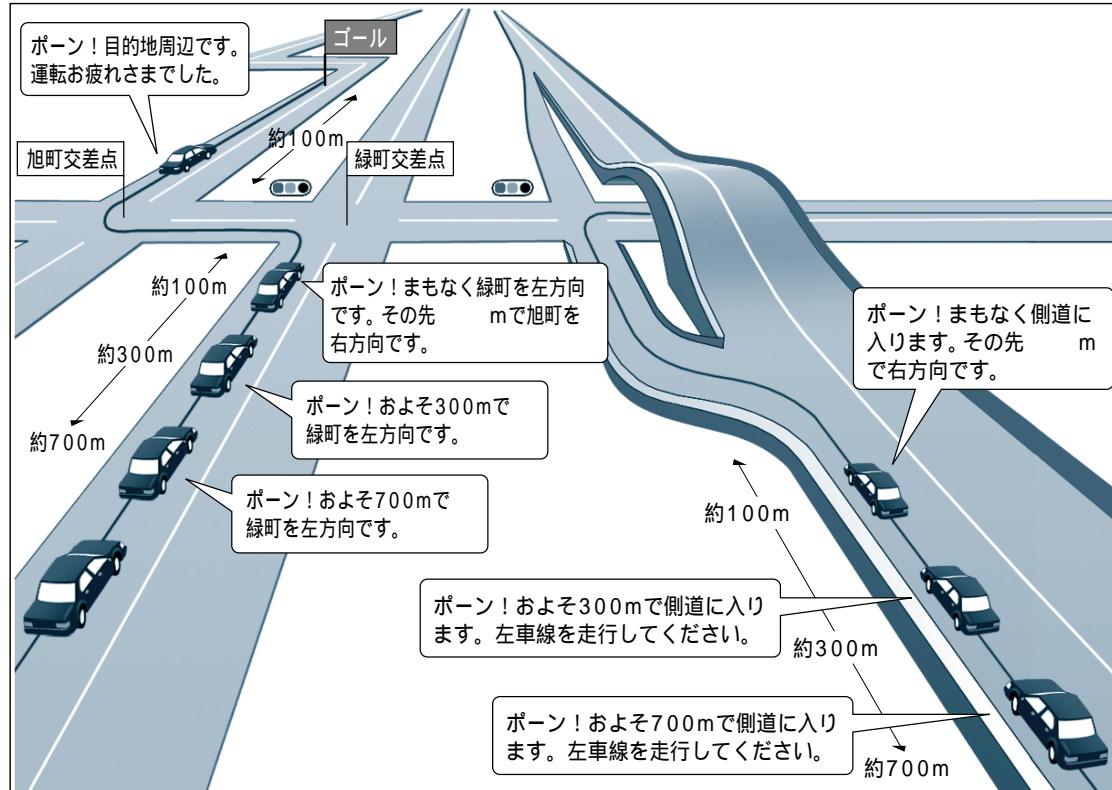 ポーン！目的地周辺です。
運転お疲れさまでした。
ゴール
約100m
旭町交差点
緑町交差点
約100m
約300m
約700m
ポーン！まもなく緑町を左方向
です。その先　　　mで旭町を
右方向です。
ポーン！およそ300mで
緑町を左方向です。
ポーン！およそ700mで
緑町を左方向です。
ポーン！まもなく側道に
入ります。その先　　　m
で右方向です。
約100m
ポーン！およそ300mで側道に入り
ます。左車線を走行してください。
約300m
ポーン！およそ700mで側道に入り
ます。左車線を走行してください。
約700m